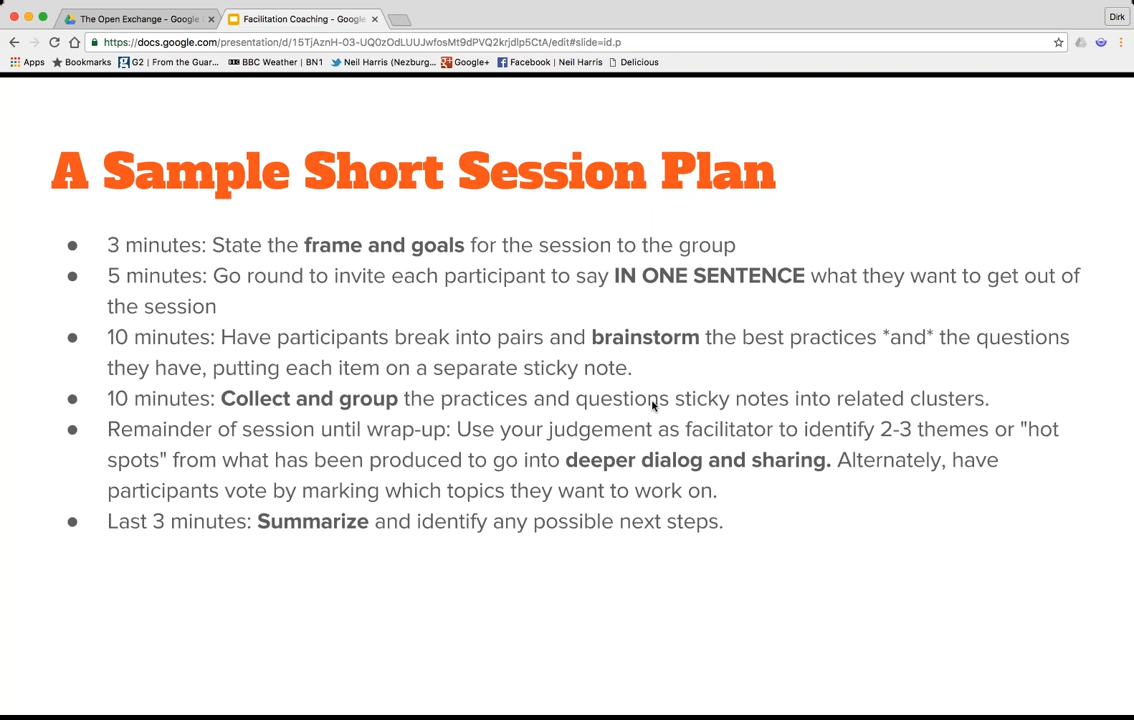 The Open Exchange - Google
Facilitation Coaching - Google
Dirk
https://docs.google.com/presentation/d/15TjAznH-03-UQ0zOdLUUJwfosMt9dPVQ2krjdlp5CtA/edit#slide=id.p
Apps Bookmarks G2 | From the Guar... BBC Weather | BN1 Neil Harris (Nezburg... Google+ Facebook | Neil Harris Delicious
A Sample Short Session Plan
● 3 minutes: State the frame and goals for the session to the group
● 5 minutes: Go round to invite each participant to say IN ONE SENTENCE what they want to get out of
the session
● 10 minutes: Have participants break into pairs and brainstorm the best practices *and* the questions
they have, putting each item on a separate sticky note.
● 10 minutes: Collect and group the practices and questions sticky notes into related clusters.
● Remainder of session until wrap-up: Use your judgement as facilitator to identify 2-3 themes or "hot
spots" from what has been produced to go into deeper dialog and sharing. Alternately, have
participants vote by marking which topics they want to work on.
● Last 3 minutes: Summarize and identify any possible next steps.